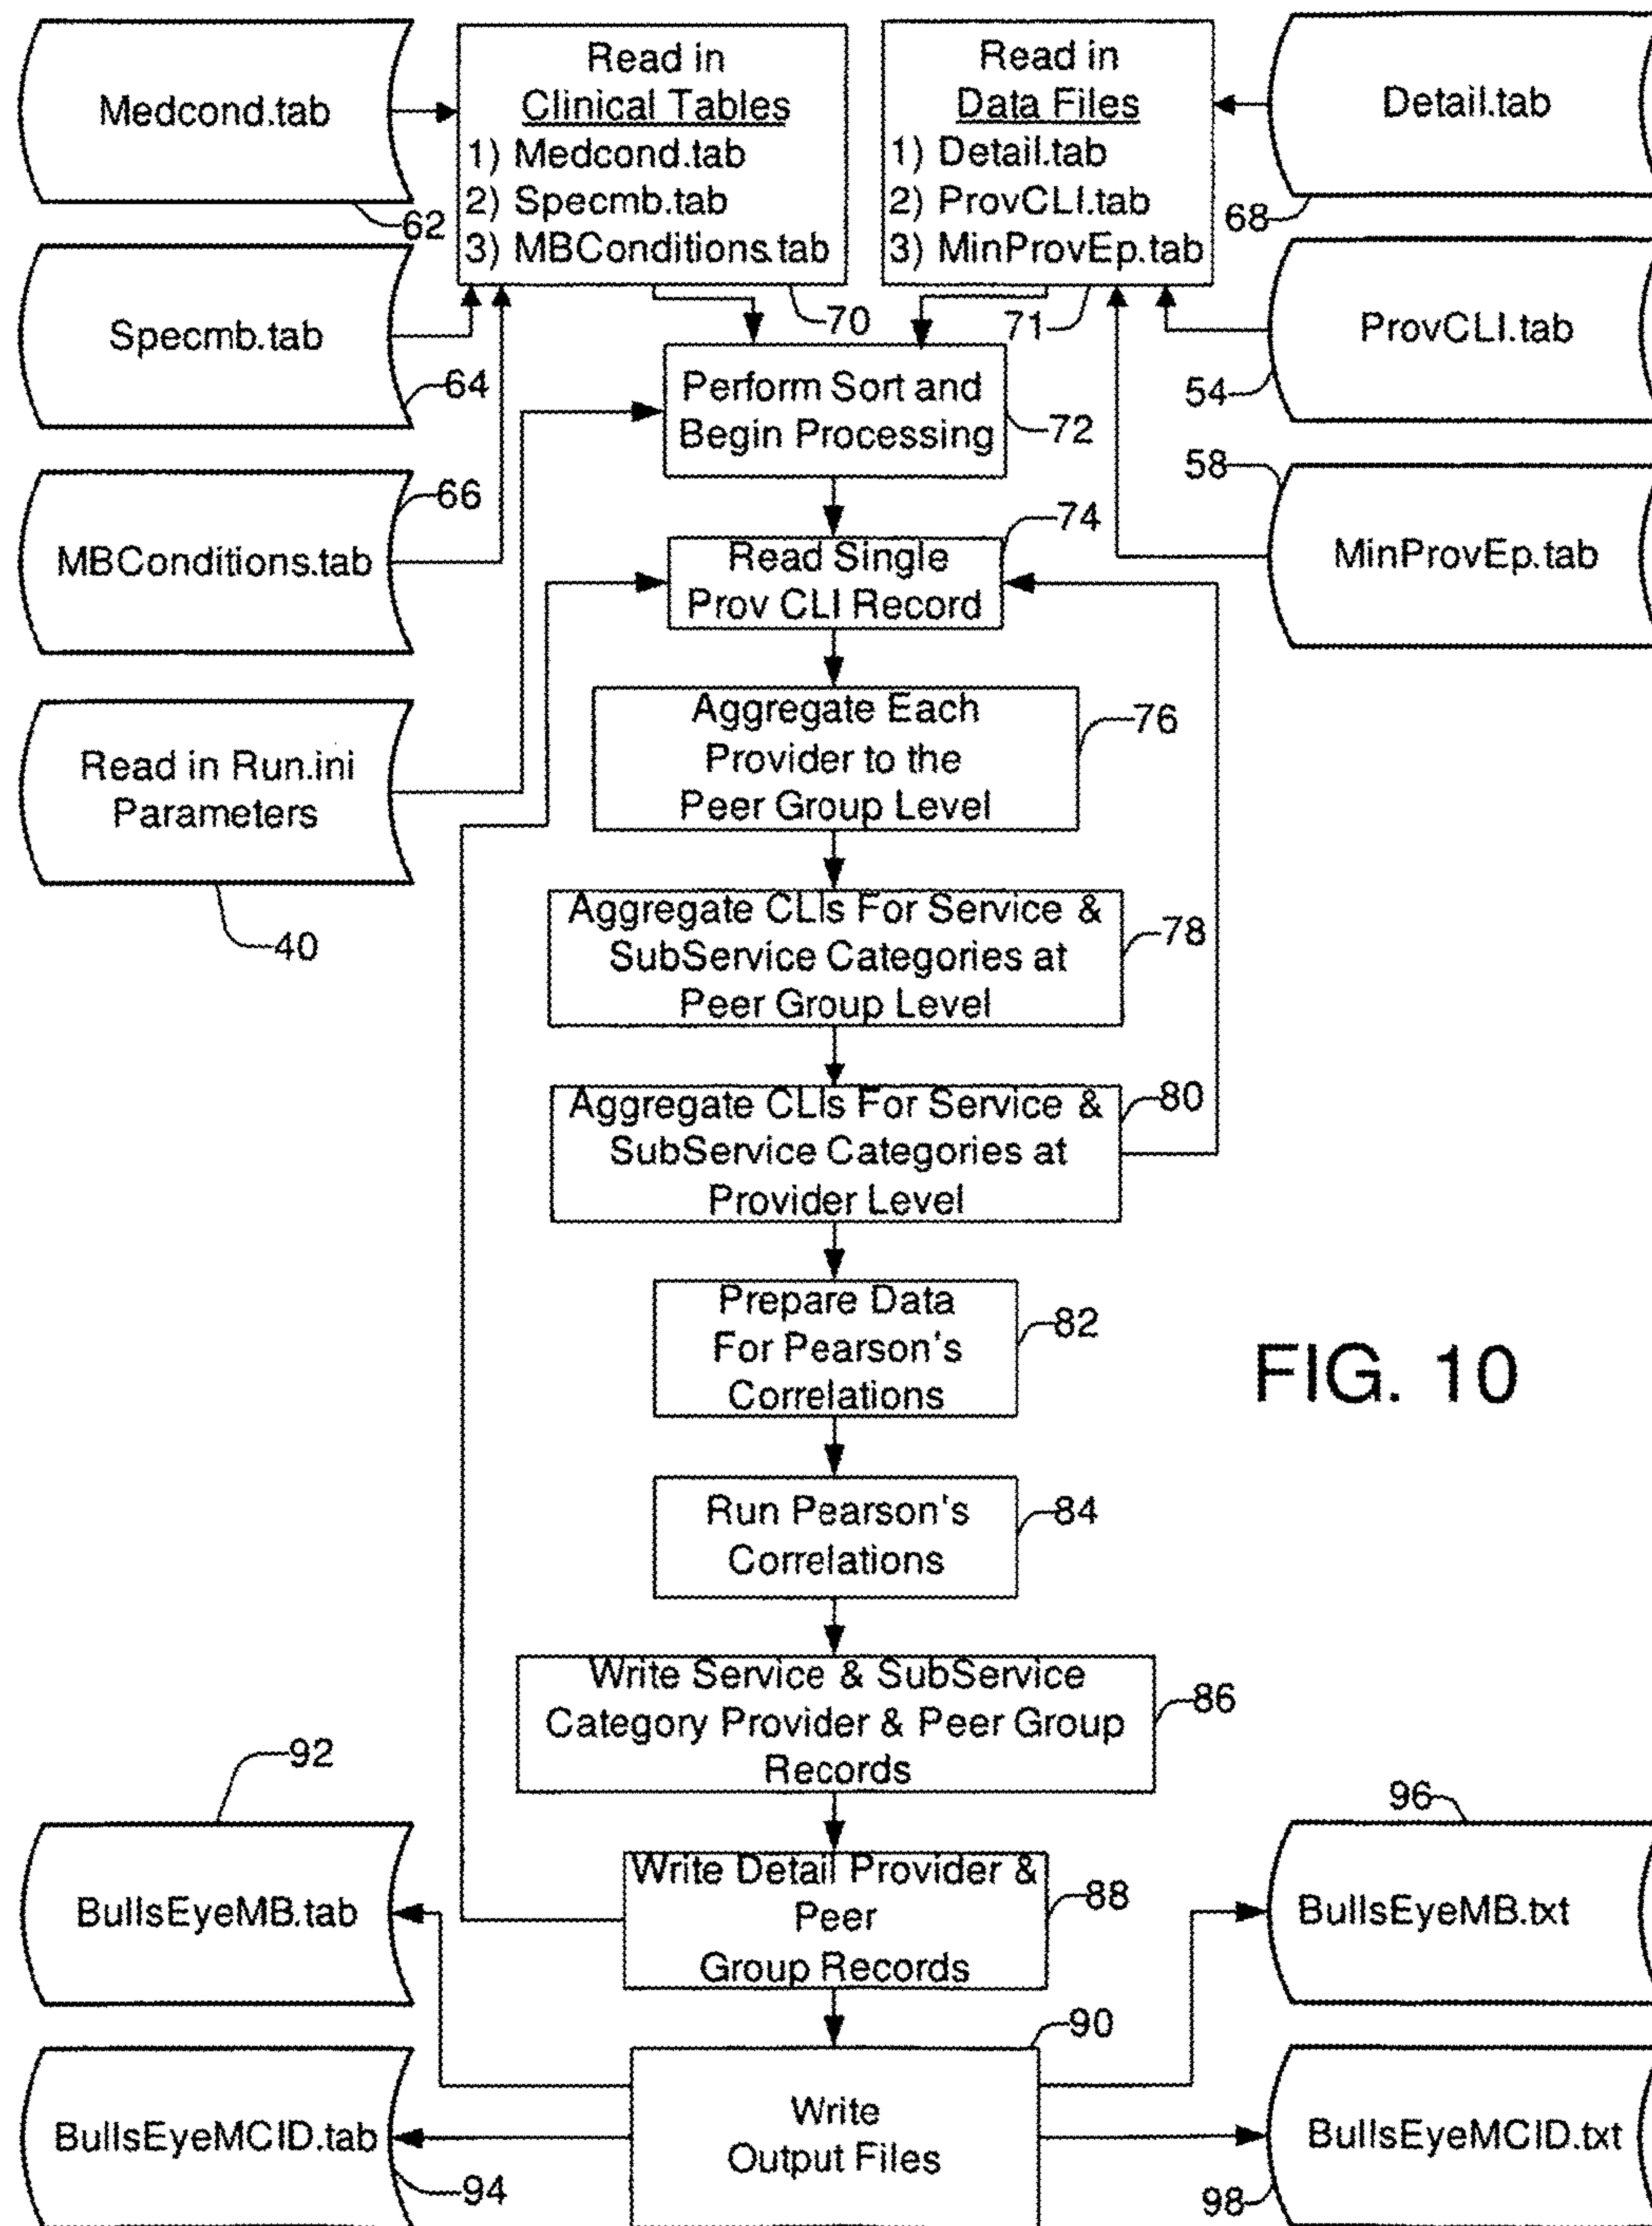 Medcond.tab
62
Read in
Clinical Tables
1) Medcond.tab
2) Specmb.tab
3) MBConditions.tab
70
Read in
Data Files
1) Detail.tab
2) ProvCLI.tab
3) MinProvEp.tab
71
Detail.tab
68
Specmb.tab
64
Perform Sort and
Begin Processing
72
ProvCLI.tab
54
MBConditions.tab
66
Read Single
Prov CLI Record
74
MinProvEp.tab
58
Read in Run.ini
Parameters
40
Aggregate Each
Provider to the
Peer Group Level
76
Aggregate CLIs For Service &
SubService Categories at
Peer Group Level
78
Aggregate CLIs For Service &
SubService Categories at
Provider Level
80
Prepare Data
For Pearson's
Correlations
82
FIG. 10
Run Pearson's
Correlations
84
Write Service & SubService
Category Provider & Peer Group
Records
86
92
BullsEyeMB.tab
Write Detail Provider &
Peer
Group Records
88
96
BullsEyeMB.txt
90
BullsEyeMCID.tab
94
Write
Output Files
BullsEyeMCID.txt
98